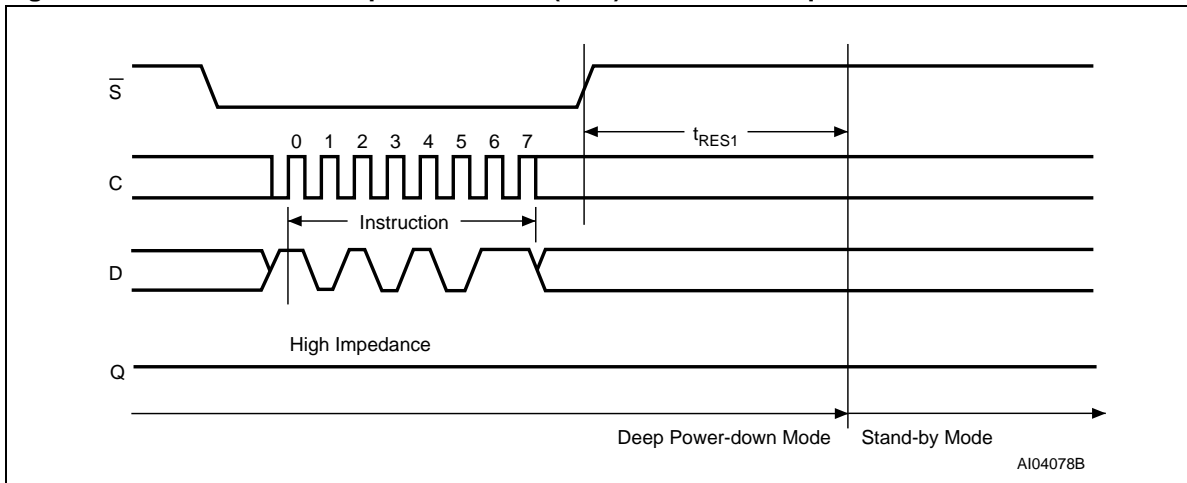 S
0 1 2 3 4 5 6 7
tRES1
C
Instruction
D
High Impedance
Q
Deep Power-down Mode
Stand-by Mode
AI04078B